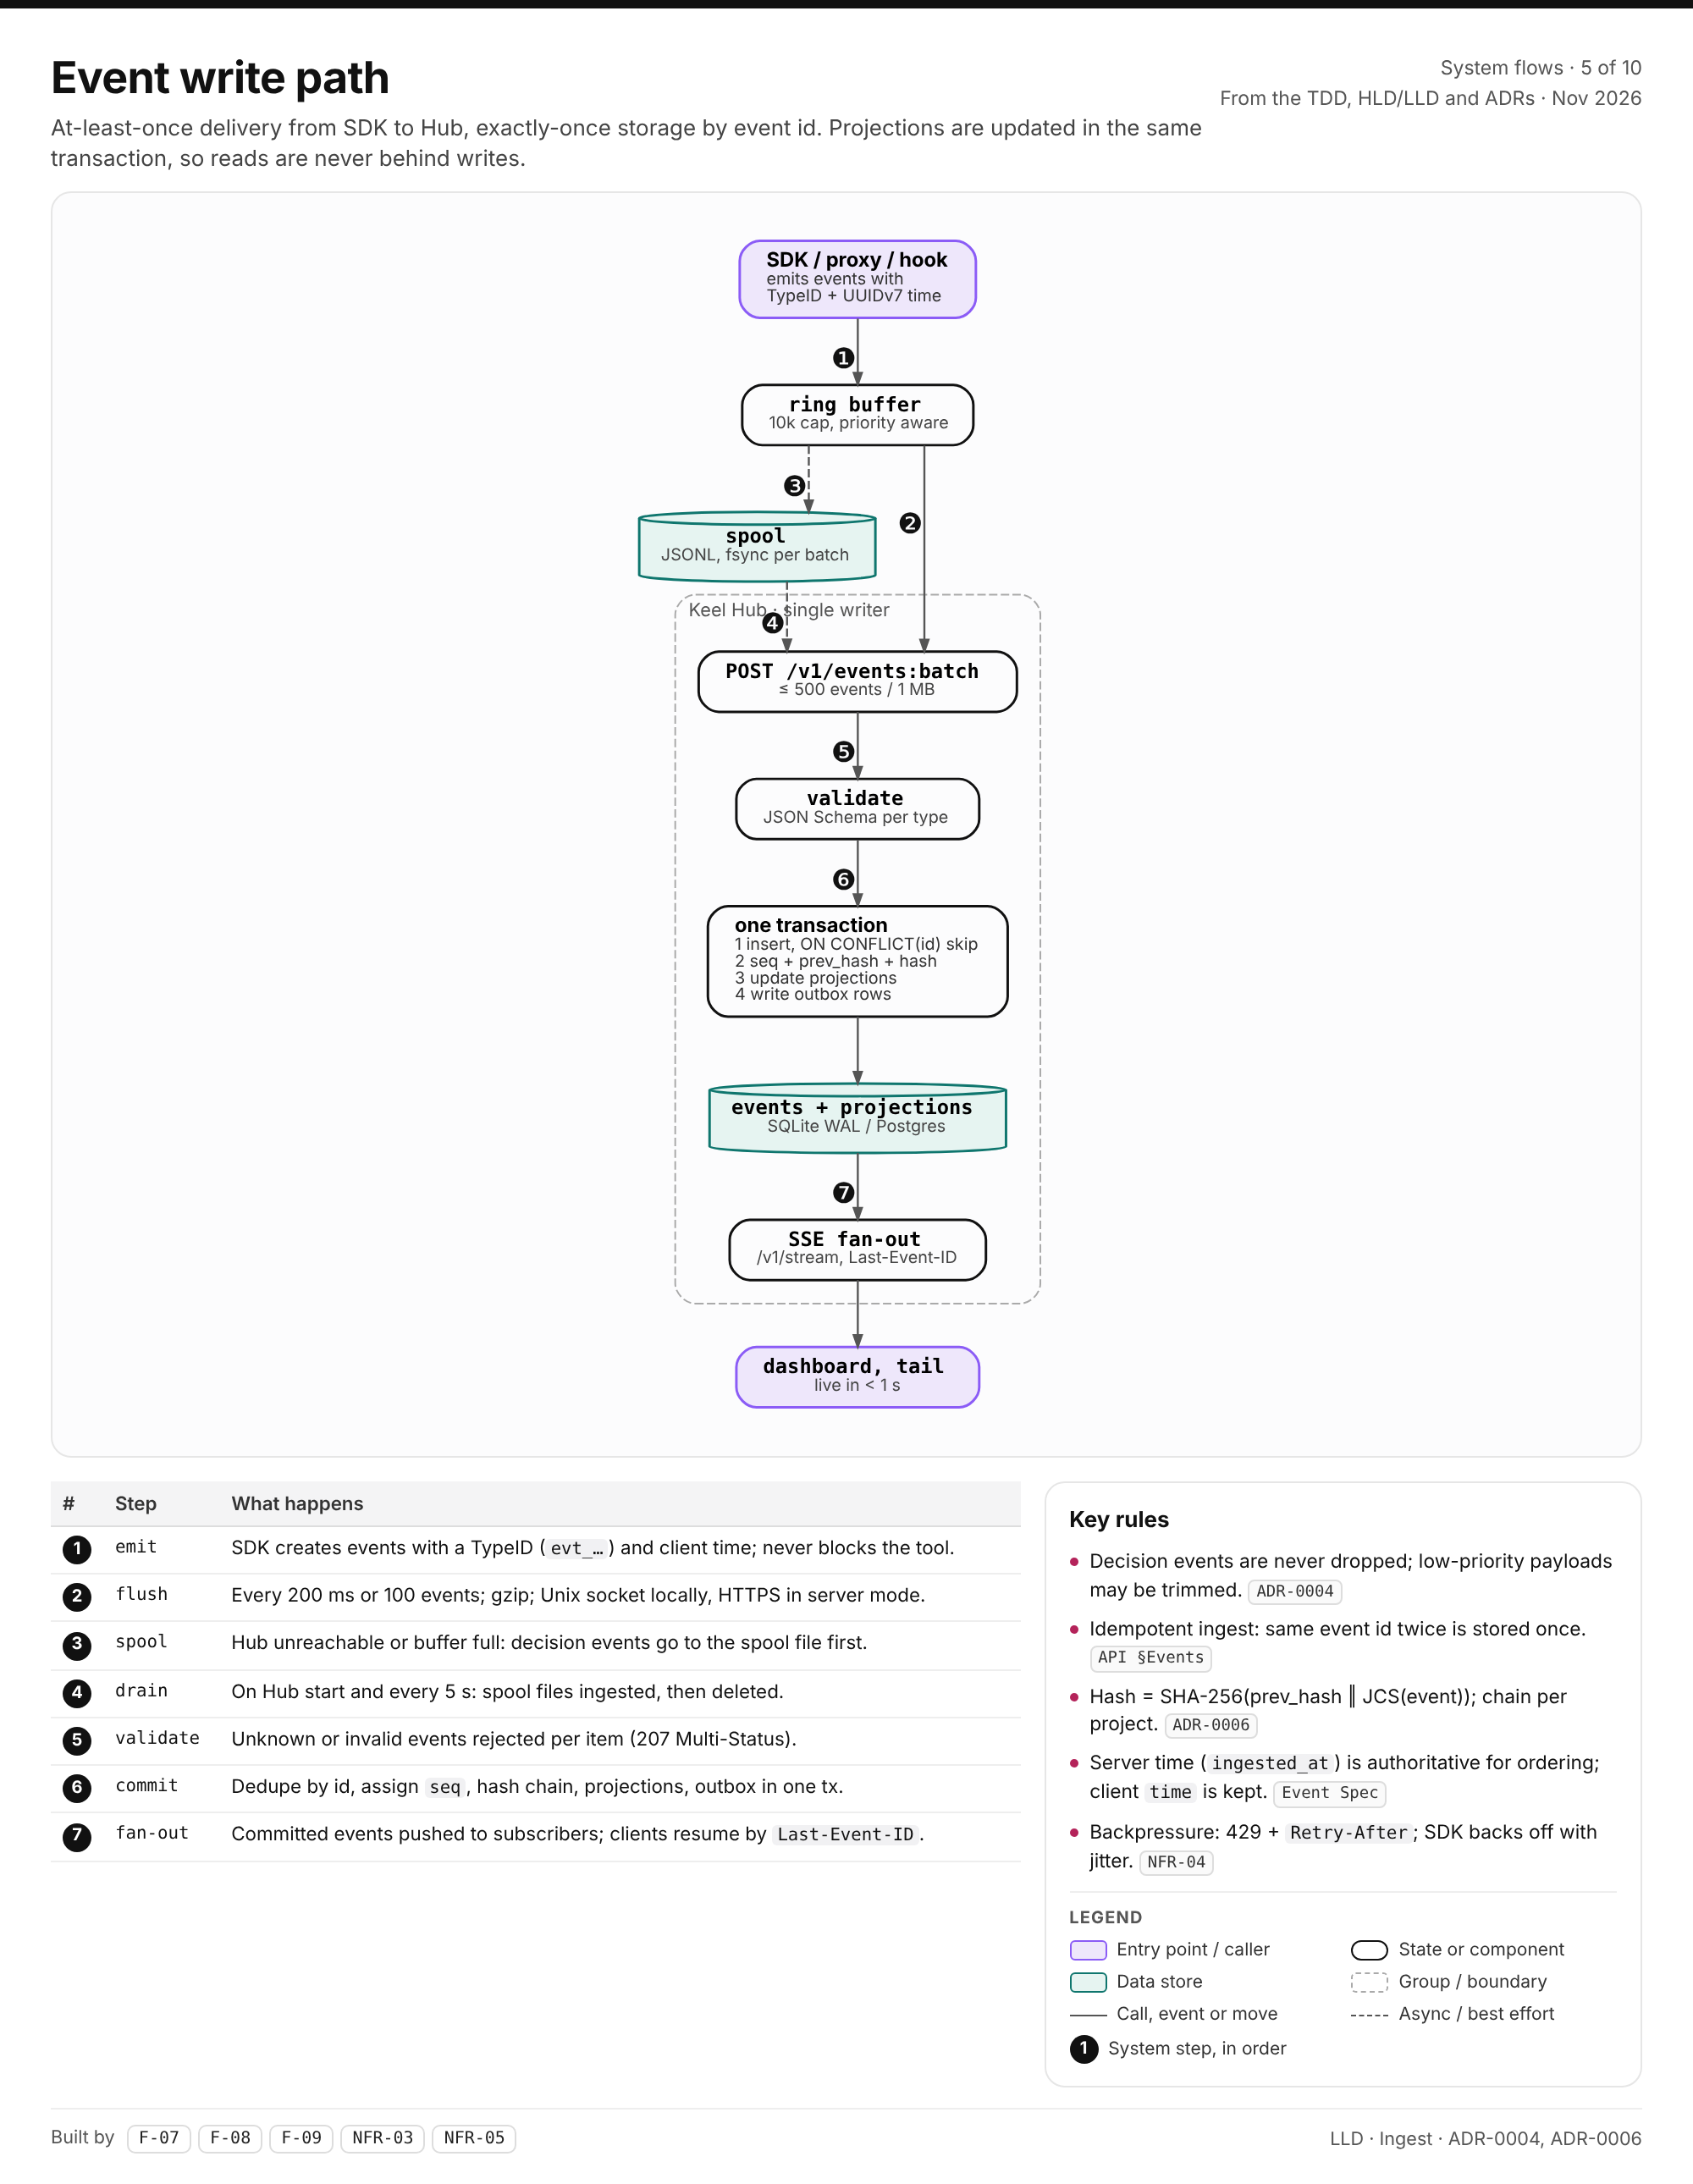 Event write path
System flows · 5 of 10
From the TDD, HLD/LLD and ADRs · Nov 2026
At-least-once delivery from SDK to Hub, exactly-once storage by event id. Projections are updated in the same
transaction, so reads are never behind writes.
SDK / proxy / hook
emits events with
TypeID + UUIDv7 time
1
ring buffer
10k cap, priority aware
3
2
spool
JSONL, fsync per batch
Keel Hub · single writer
4
POST /v1/events:batch
≤ 500 events / 1 MB
5
validate
JSON Schema per type
6
one transaction
1 insert, ON CONFLICT(id) skip
2 seq + prev_hash + hash
3 update projections
4 write outbox rows
events + projections
SQLite WAL / Postgres
7
SSE fan-out
/v1/stream, Last-Event-ID
dashboard, tail
live in < 1 s
# Step What happens
1 emit SDK creates events with a TypeID (evt_…) and client time; never blocks the tool.
2 flush Every 200 ms or 100 events; gzip; Unix socket locally, HTTPS in server mode.
3 spool Hub unreachable or buffer full: decision events go to the spool file first.
4 drain On Hub start and every 5 s: spool files ingested, then deleted.
5 validate Unknown or invalid events rejected per item (207 Multi-Status).
6 commit Dedupe by id, assign seq, hash chain, projections, outbox in one tx.
7 fan-out Committed events pushed to subscribers; clients resume by Last-Event-ID.
Key rules
Decision events are never dropped; low-priority payloads
may be trimmed. ADR-0004
Idempotent ingest: same event id twice is stored once.
API §Events
Hash = SHA-256(prev_hash ‖ JCS(event)); chain per
project. ADR-0006
Server time (ingested_at) is authoritative for ordering;
client time is kept. Event Spec
Backpressure: 429 + Retry-After; SDK backs off with
jitter. NFR-04
LEGEND
Entry point / caller
State or component
Data store
Group / boundary
Call, event or move
Async / best effort
1 System step, in order
Built by F-07 F-08 F-09 NFR-03 NFR-05
LLD · Ingest · ADR-0004, ADR-0006